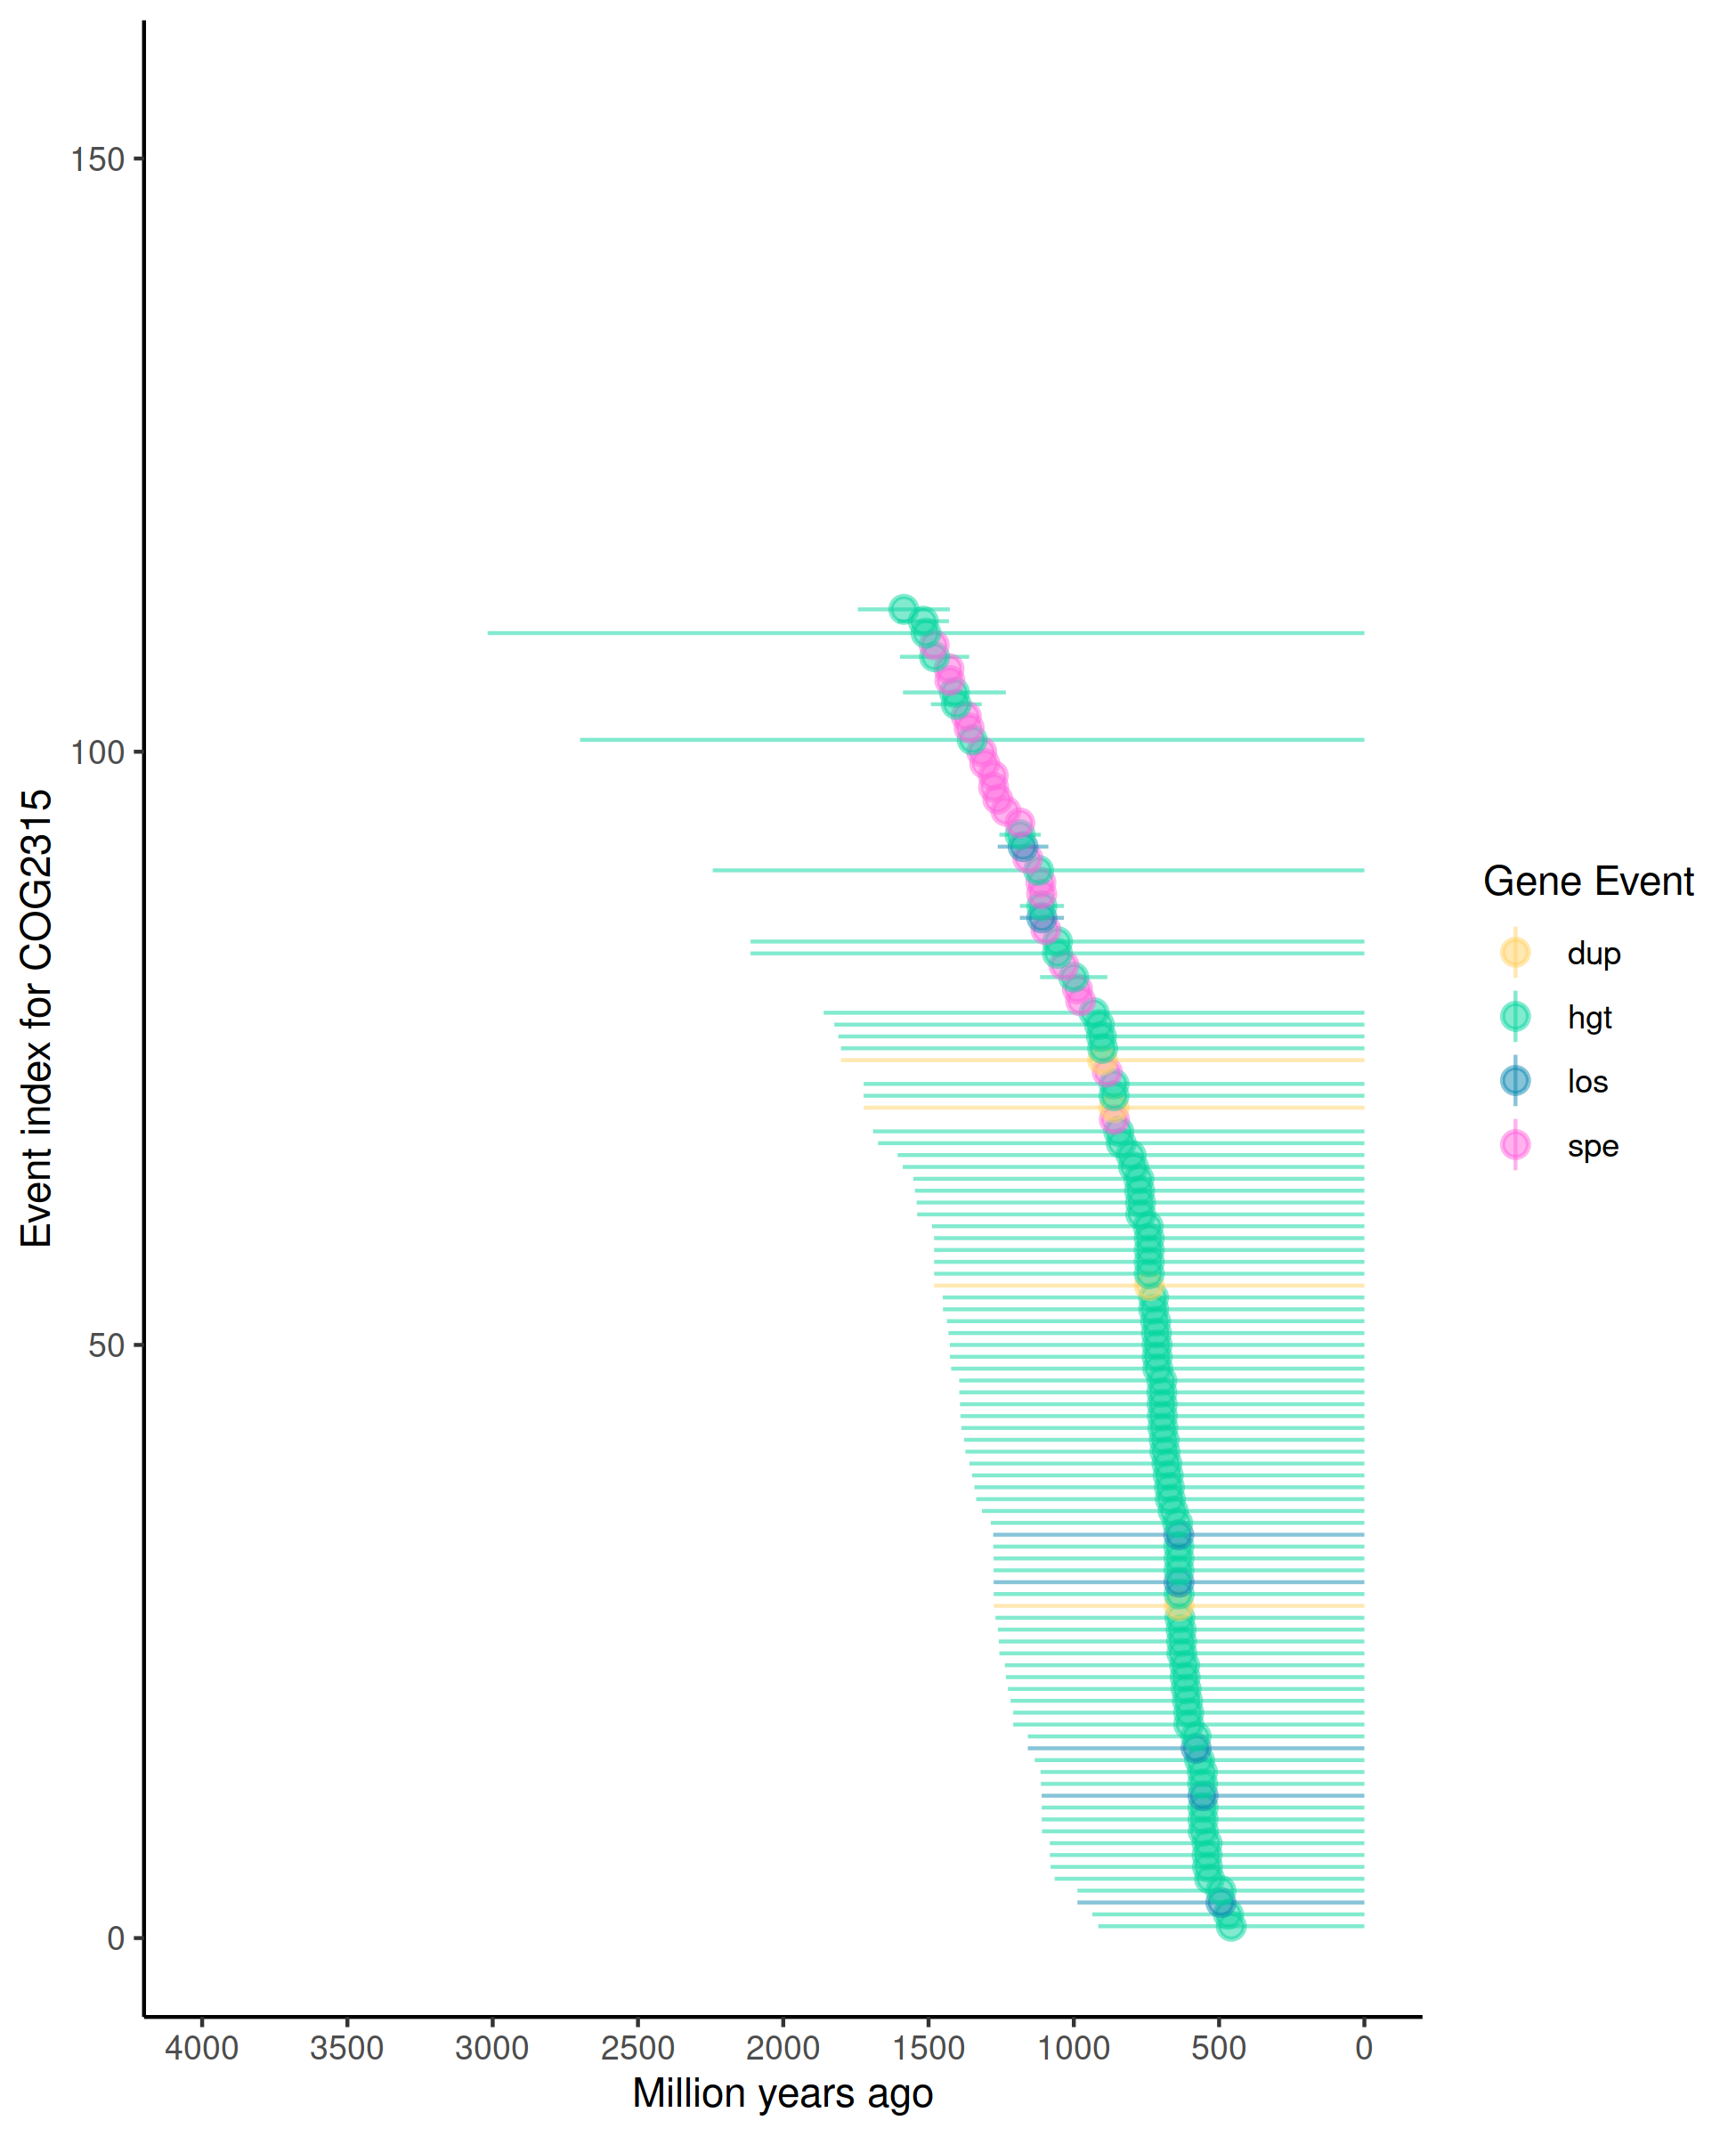 150
100
50
0
Event index for COG2315
4000 3500 3000 2500 2000 1500 1000 500 0
Million years ago
Gene Event
dup
hgt
los
spe